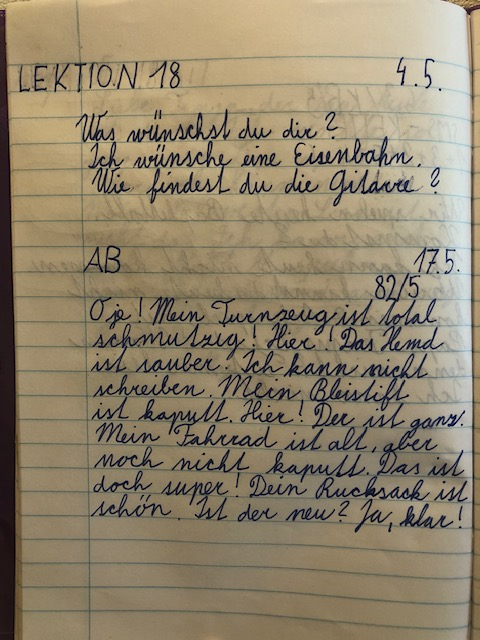 LEKTION 18 4.5.
Was wünschst du dir?
Ich wünsche eine Eisenbahn.
Wie findest du die Gitarre?
AB 17.5.
82/5
Oje! Mein Turnzeug ist total
schmutzig! Hier! Das Hemd
ist sauber. Ich kann nicht
schreiben. Mein Bleistift
ist kaputt. Hier! Der ist ganz.
Mein Fahrrad ist alt, aber
noch nicht kaputt. Das ist
doch super! Dein Rucksack ist
schön. Ist der neu? Ja, klar!